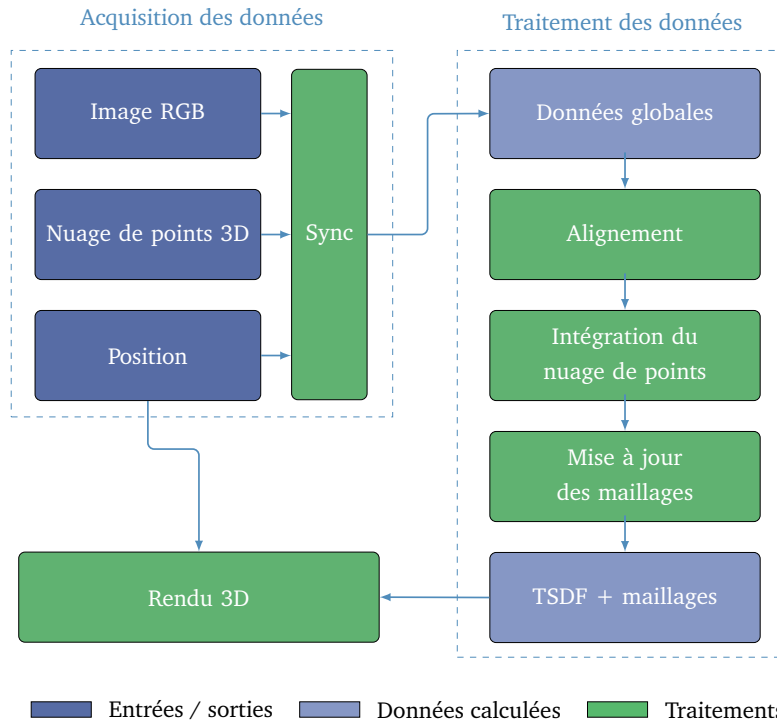 Acquisition des données
Traitement des données
Image RGB
Nuage de points 3D
Position
Sync
Données globales
Alignement
Intégration du
nuage de points
Mise à jour
des maillages
TSDF + maillages
Rendu 3D
Entrées / sorties
Données calculées
Traitements